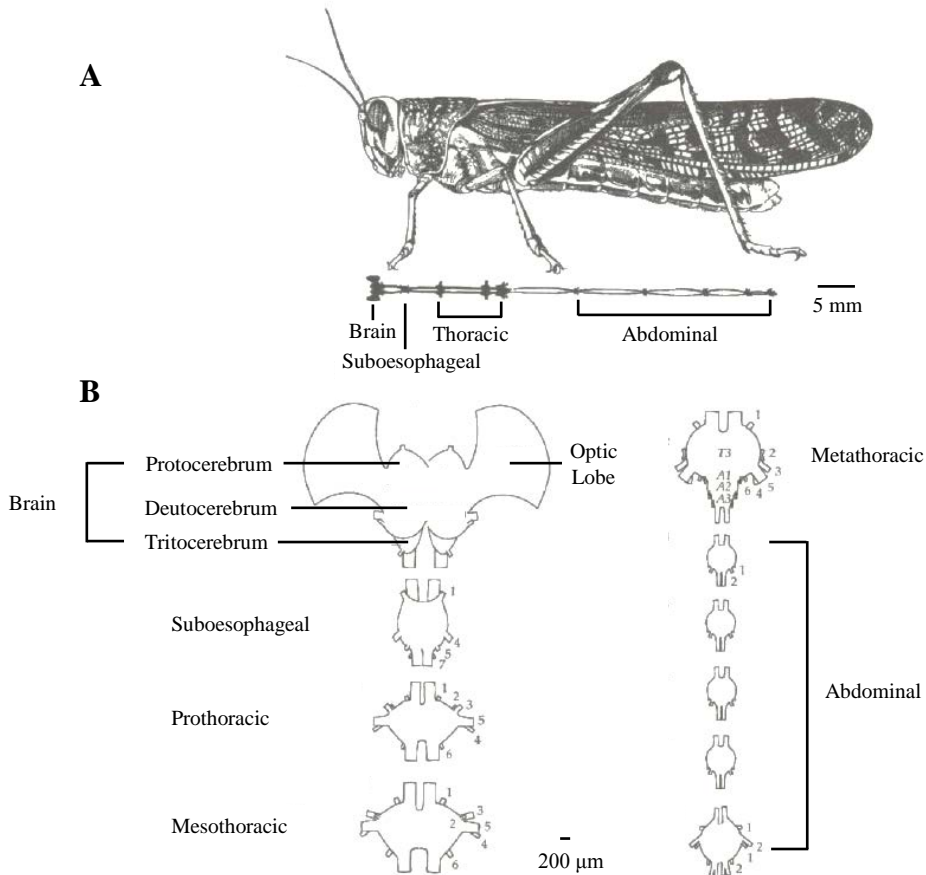 A
5 mm
Brain
Thoracic
Abdominal
Suboesophageal
B
Brain
Protocerebrum
Deutocerebrum
Tritocerebrum
Optic
Lobe
Suboesophageal
1
4
5
7
Prothoracic
1
2
3
5
4
6
Mesothoracic
1
3
2
5
4
6
200 μm
Metathoracic
1
T3
2
3
A1
A2
6
4
5
A3
1
2
Abdominal
1
2
1
2